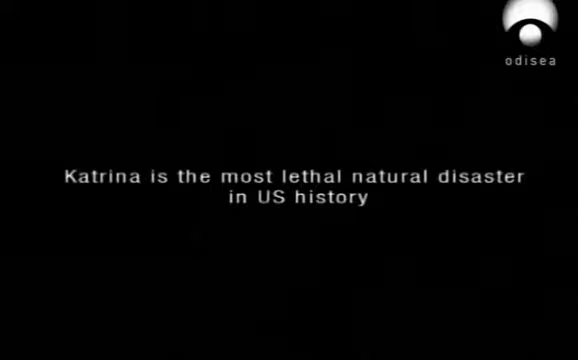 odisea
Katrina is the most lethal natural disaster
in US history